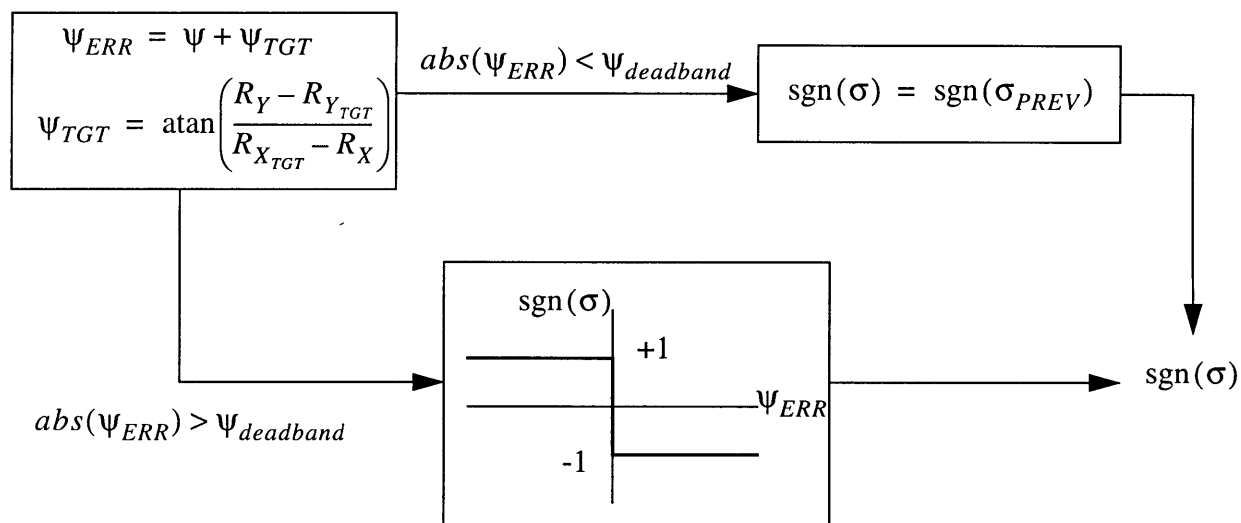 ψ_ERR = ψ + ψ_TGT
ψ_TGT = atan((R_Y − R_Y_TGT) / (R_X_TGT − R_X))
abs(ψ_ERR) < ψ_deadband
sgn(σ) = sgn(σ_PREV)
sgn(σ)
+1
ψ_ERR
-1
abs(ψ_ERR) > ψ_deadband
sgn(σ)